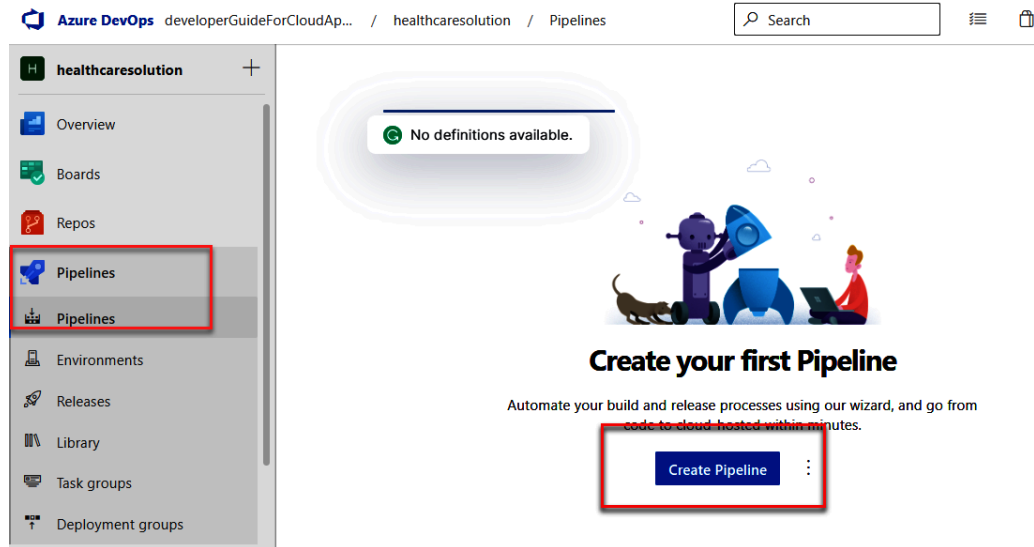 Azure DevOps developerGuideForCloudAp... / healthcaresolution / Pipelines
Search
H healthcaresolution
Overview
Boards
Repos
Pipelines
Pipelines
Environments
Releases
Library
Task groups
Deployment groups
G No definitions available.
Create your first Pipeline
Automate your build and release processes using our wizard, and go from
code to cloud-hosted within minutes.
Create Pipeline